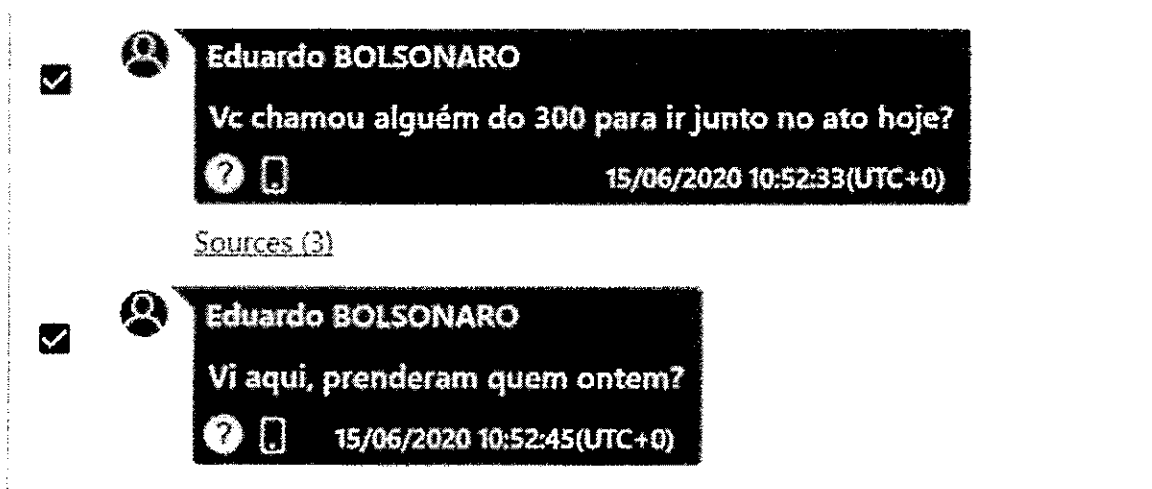 Eduardo BOLSONARO
Vc chamou alguém do 300 para ir junto no ato hoje?
15/06/2020 10:52:33(UTC+0)
Sources (3)
Eduardo BOLSONARO
Vi aqui, prenderam quem ontem?
15/06/2020 10:52:45(UTC+0)